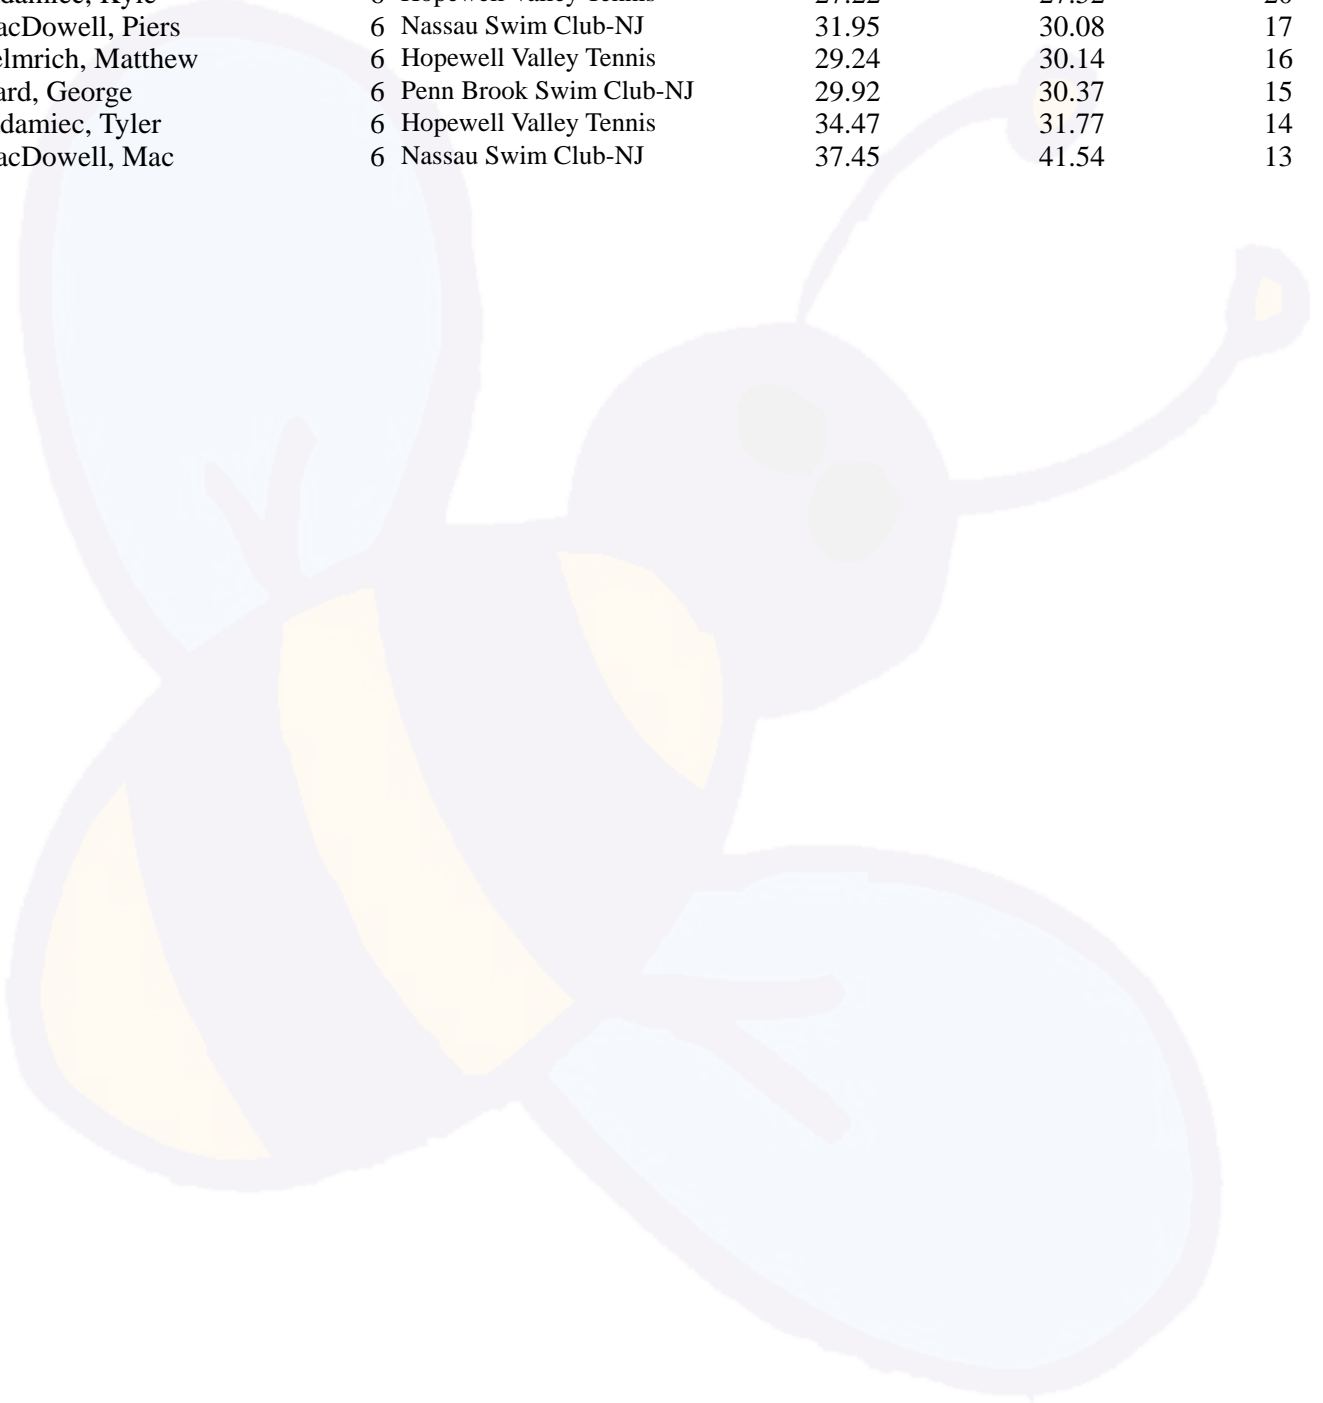 acDowell, Piers 6 Nassau Swim Club-NJ 31.95 30.08 17
elmrich, Matthew 6 Hopewell Valley Tennis 29.24 30.14 16
ard, George 6 Penn Brook Swim Club-NJ 29.92 30.37 15
damiec, Tyler 6 Hopewell Valley Tennis 34.47 31.77 14
acDowell, Mac 6 Nassau Swim Club-NJ 37.45 41.54 13